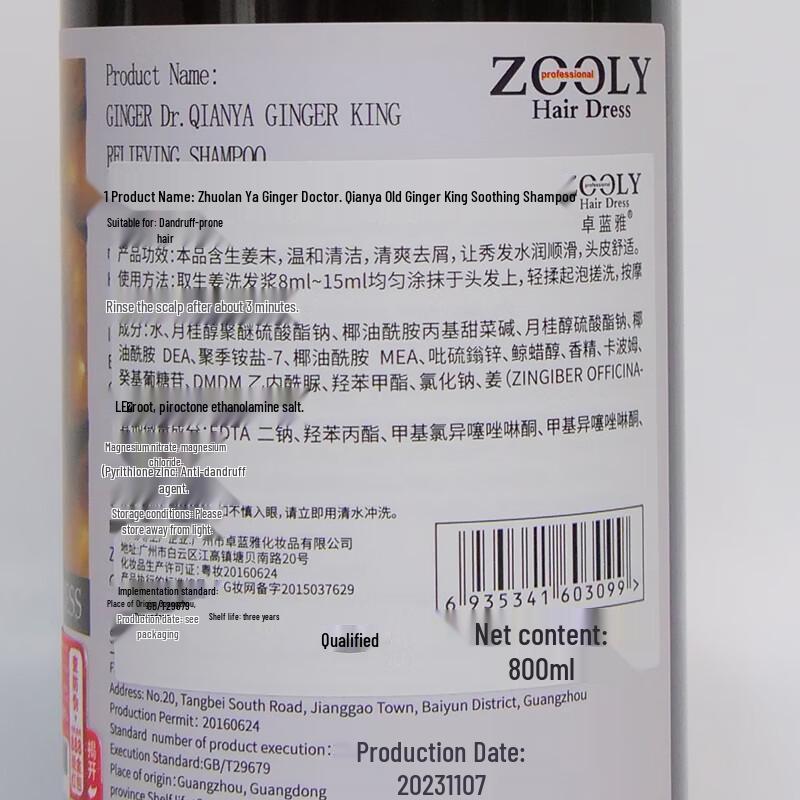 Product Name:
GINGER Dr.QIANYA GINGER KING
RELIEVING SHAMPOO
ZOOLY
professional
Hair Dress
1 Product Name: Zhuolan Ya Ginger Doctor. Qianya Old Ginger King Soothing Shampoo
ZOOLY
professional
Hair Dress
卓蓝雅®
Suitable for: Dandruff-prone
hair
产品功效:本品含生姜末，温和清洁，清爽去屑，让秀发水润顺滑，头皮舒适。
使用方法:取生姜洗发浆8ml~15ml均匀涂抹于头发上，轻揉起泡搓洗，按摩
Rinse the scalp after about 3 minutes.
成分:水、月桂醇聚醚硫酸酯钠、椰油酰胺丙基甜菜碱、月桂醇硫酸酯钠、椰
油酰胺 DEA、聚季铵盐-7、椰油酰胺 MEA、吡硫鎓锌、鲸蜡醇、香精、卡波姆、
癸基葡糖苷、DMDM 乙内酰脲、羟苯甲酯、氯化钠、姜(ZINGIBER OFFICINA-
root, piroctone ethanolamine salt.
EDTA 二钠、羟苯丙酯、甲基氯异噻唑啉酮、甲基异噻唑啉酮、
Magnesium nitrate, magnesium
chloride.
(Pyrithione zinc: Anti-dandruff
agent.
Storage conditions: Please
store away from light.
不慎入眼，请立即用清水冲洗。
广州市卓蓝雅化妆品有限公司
地址:广州市白云区江高镇塘贝南路20号
化妆品生产许可证:粤妆20160624
G妆网备字2015037629
Implementation standard:
GB/T29679
Place of Origin: Guangzhou,
Shelf life: three years
Production date: see
packaging
6 935341 603099 >
Qualified
Net content:
800ml
Address: No.20, Tangbei South Road, Jianggao Town, Baiyun District, Guangzhou
Production Permit: 20160624
Standard number of product execution:
Execution Standard:GB/T29679
Place of origin:Guangzhou, Guangdong
province
Production Date:
20231107
ESS
揭开